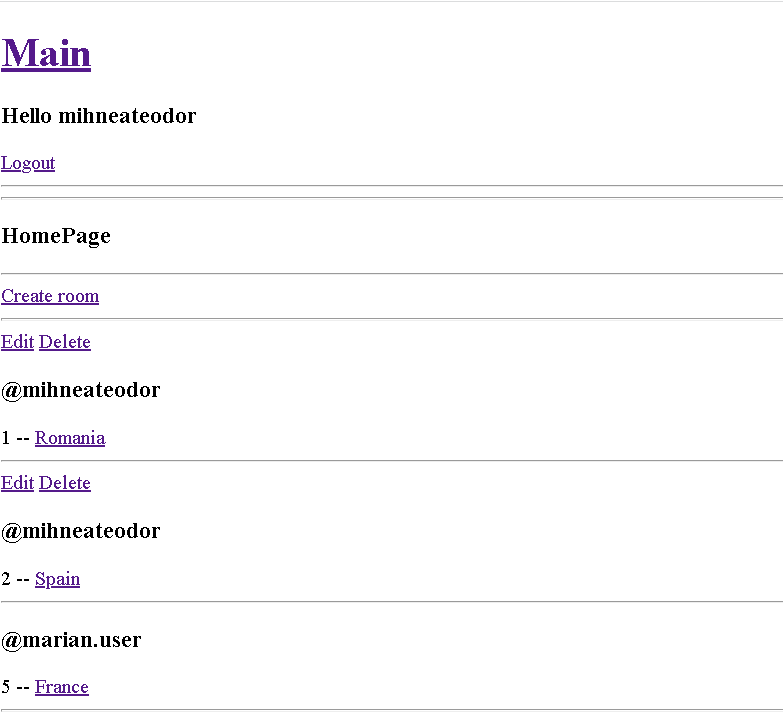 Main
Hello mihneateodor
Logout
HomePage
Create room
Edit Delete
@mihneateodor
1 -- Romania
Edit Delete
@mihneateodor
2 -- Spain
@marian.user
5 -- France